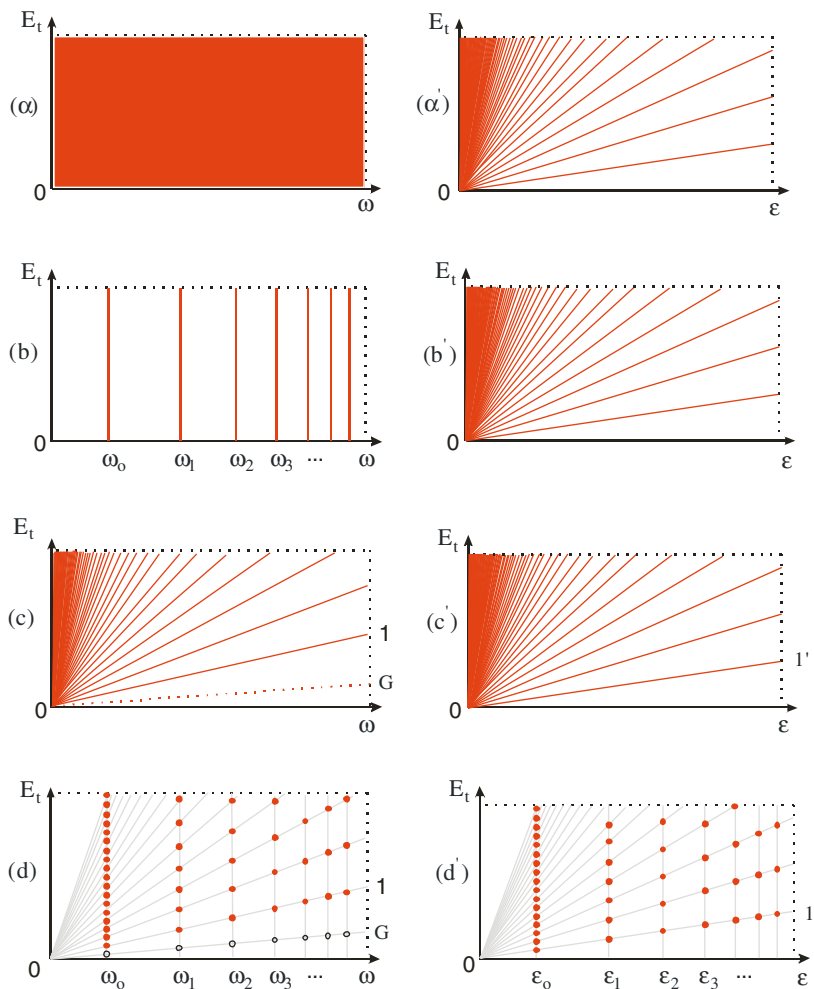 E_t
(α)
0
ω
E_t
(α')
0
ε
E_t
(b)
0
ω_o ω_1 ω_2 ω_3 ... ω
E_t
(b')
0
ε
E_t
(c)
1
G
0
ω
E_t
(c')
1'
0
ε
E_t
(d)
1
G
0
ω_o ω_1 ω_2 ω_3 ... ω
E_t
(d')
1
0
ε_o ε_1 ε_2 ε_3 ... ε